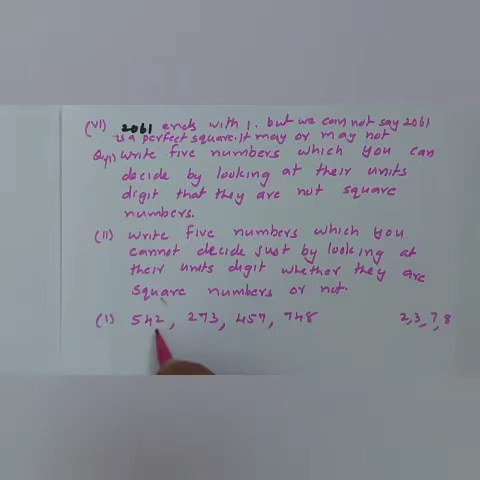 (VI) 2061 ends with 1. but we can not say 2061
is a perfect square. it may or may not
(i) write five numbers which you can
decide by looking at their units
digit that they are not square
numbers.
(II) write five numbers which you
cannot decide just by looking at
their units digit whether they are
square numbers or not.
(I) 542, 273, 457, 748 2,3,7,8